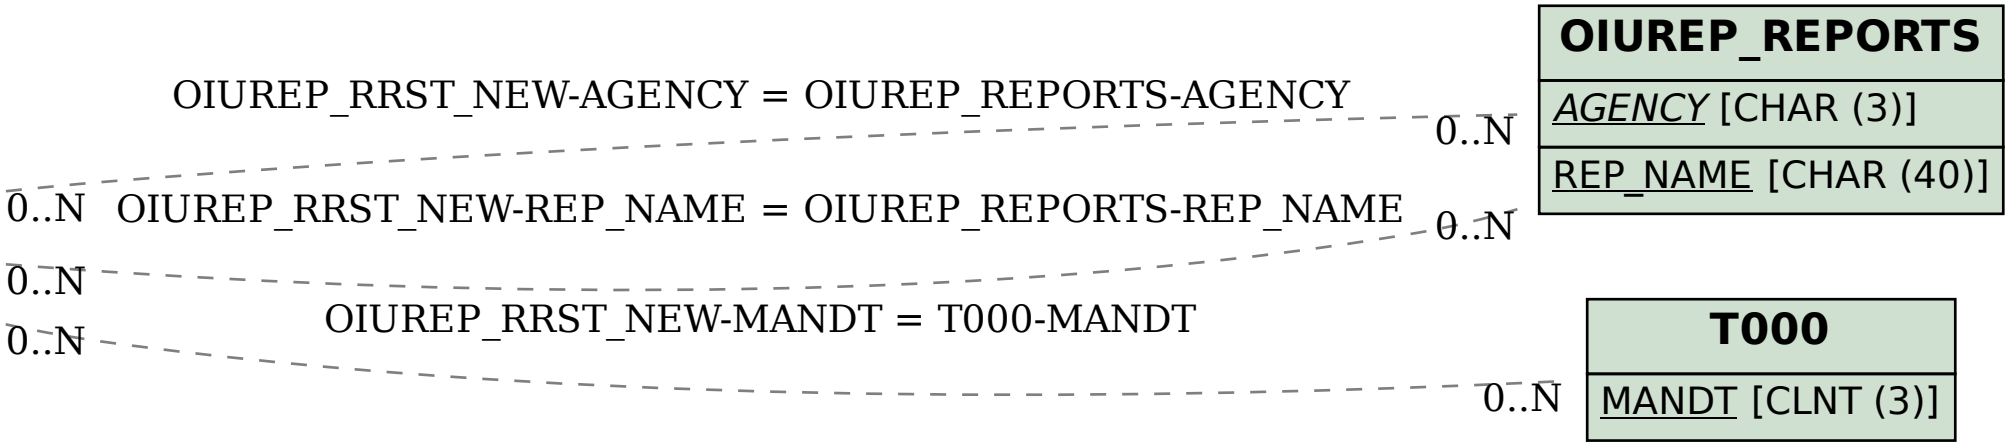 OIUREP_REPORTS
OIUREP_RRST_NEW-AGENCY = OIUREP_REPORTS-AGENCY
AGENCY [CHAR (3)]
0..N
REP_NAME [CHAR (40)]
0..N
OIUREP_RRST_NEW-REP_NAME = OIUREP_REPORTS-REP_NAME
0..N
0..N
OIUREP_RRST_NEW-MANDT = T000-MANDT
T000
0..N
0..N
MANDT [CLNT (3)]